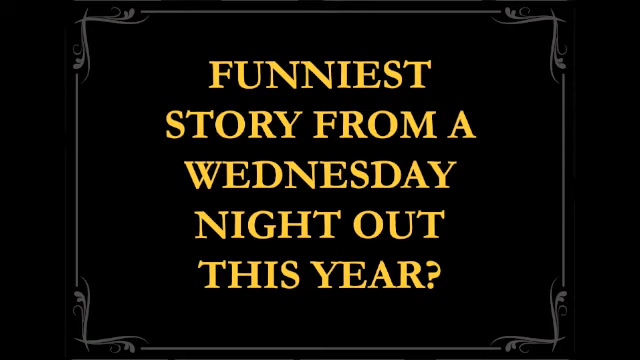 FUNNIEST
STORY FROM A
WEDNESDAY
NIGHT OUT
THIS YEAR?